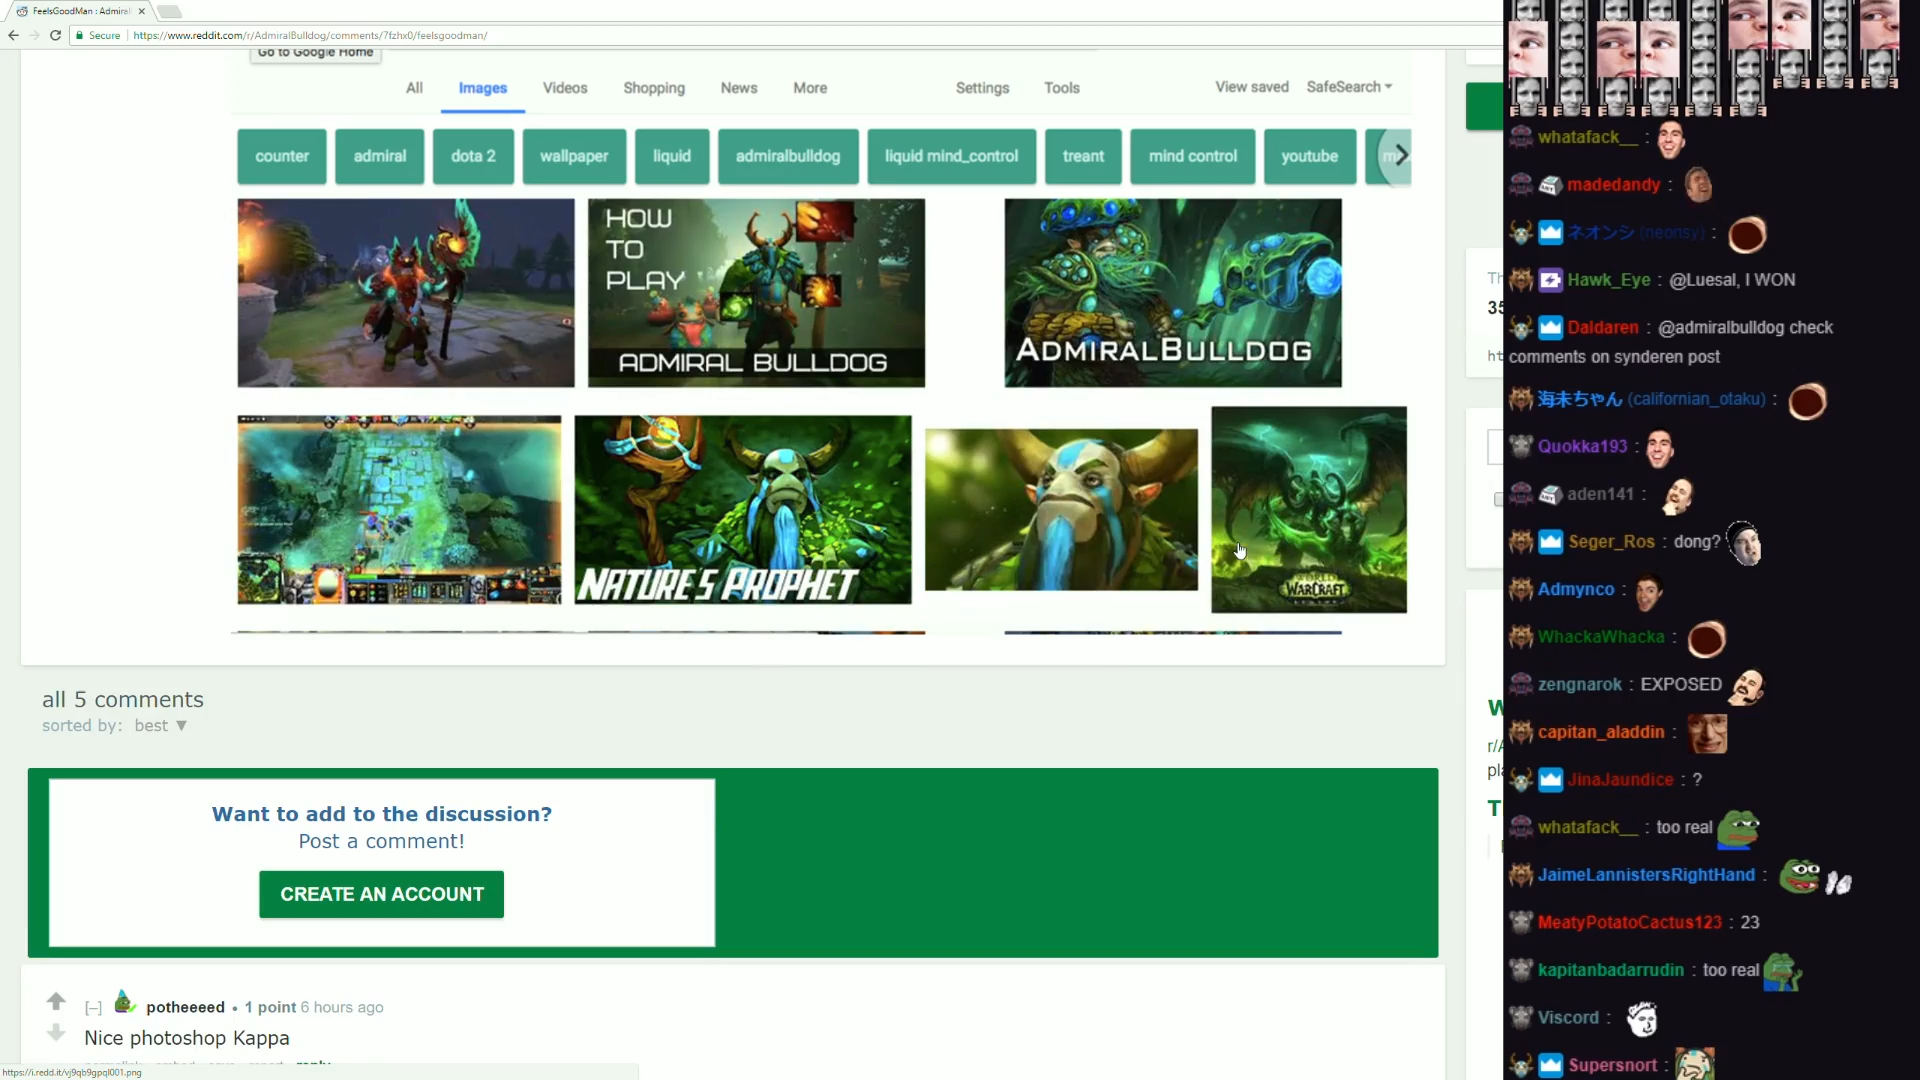 FeelsGoodMan : Admiral
Secure
https://www.reddit.com/r/AdmiralBulldog/comments/7fzhx0/feelsgoodman/
Go to Google Home
All Images Videos Shopping News More Settings Tools View saved SafeSearch
counter admiral dota 2 wallpaper liquid admiralbulldog liquid mind_control treant mind control youtube
HOW
TO
PLAY
ADMIRAL BULLDOG
ADMIRALBULLDOG
NATURE'S PROPHET
WORLD
WARCRAFT
all 5 comments
sorted by: best
Want to add to the discussion?
Post a comment!
CREATE AN ACCOUNT
[–] potheeeed • 1 point 6 hours ago
Nice photoshop Kappa
reply
https://i.redd.it/vj9qb9gpql001.png
Th
35
ht
W
r/A
pla
T
whatafack__ :
madedandy :
ネオンシ (neonsy) :
Hawk_Eye : @Luesal, I WON
Daldaren : @admiralbulldog check
comments on synderen post
海未ちゃん (californian_otaku) :
Quokka193 :
aden141 :
Seger_Ros : dong?
Admynco :
WhackaWhacka :
zengnarok : EXPOSED
capitan_aladdin :
JinaJaundice : ?
whatafack__ : too real
JaimeLannistersRightHand :
MeatyPotatoCactus123 : 23
kapitanbadarrudin : too real
Viscord :
Supersnort :